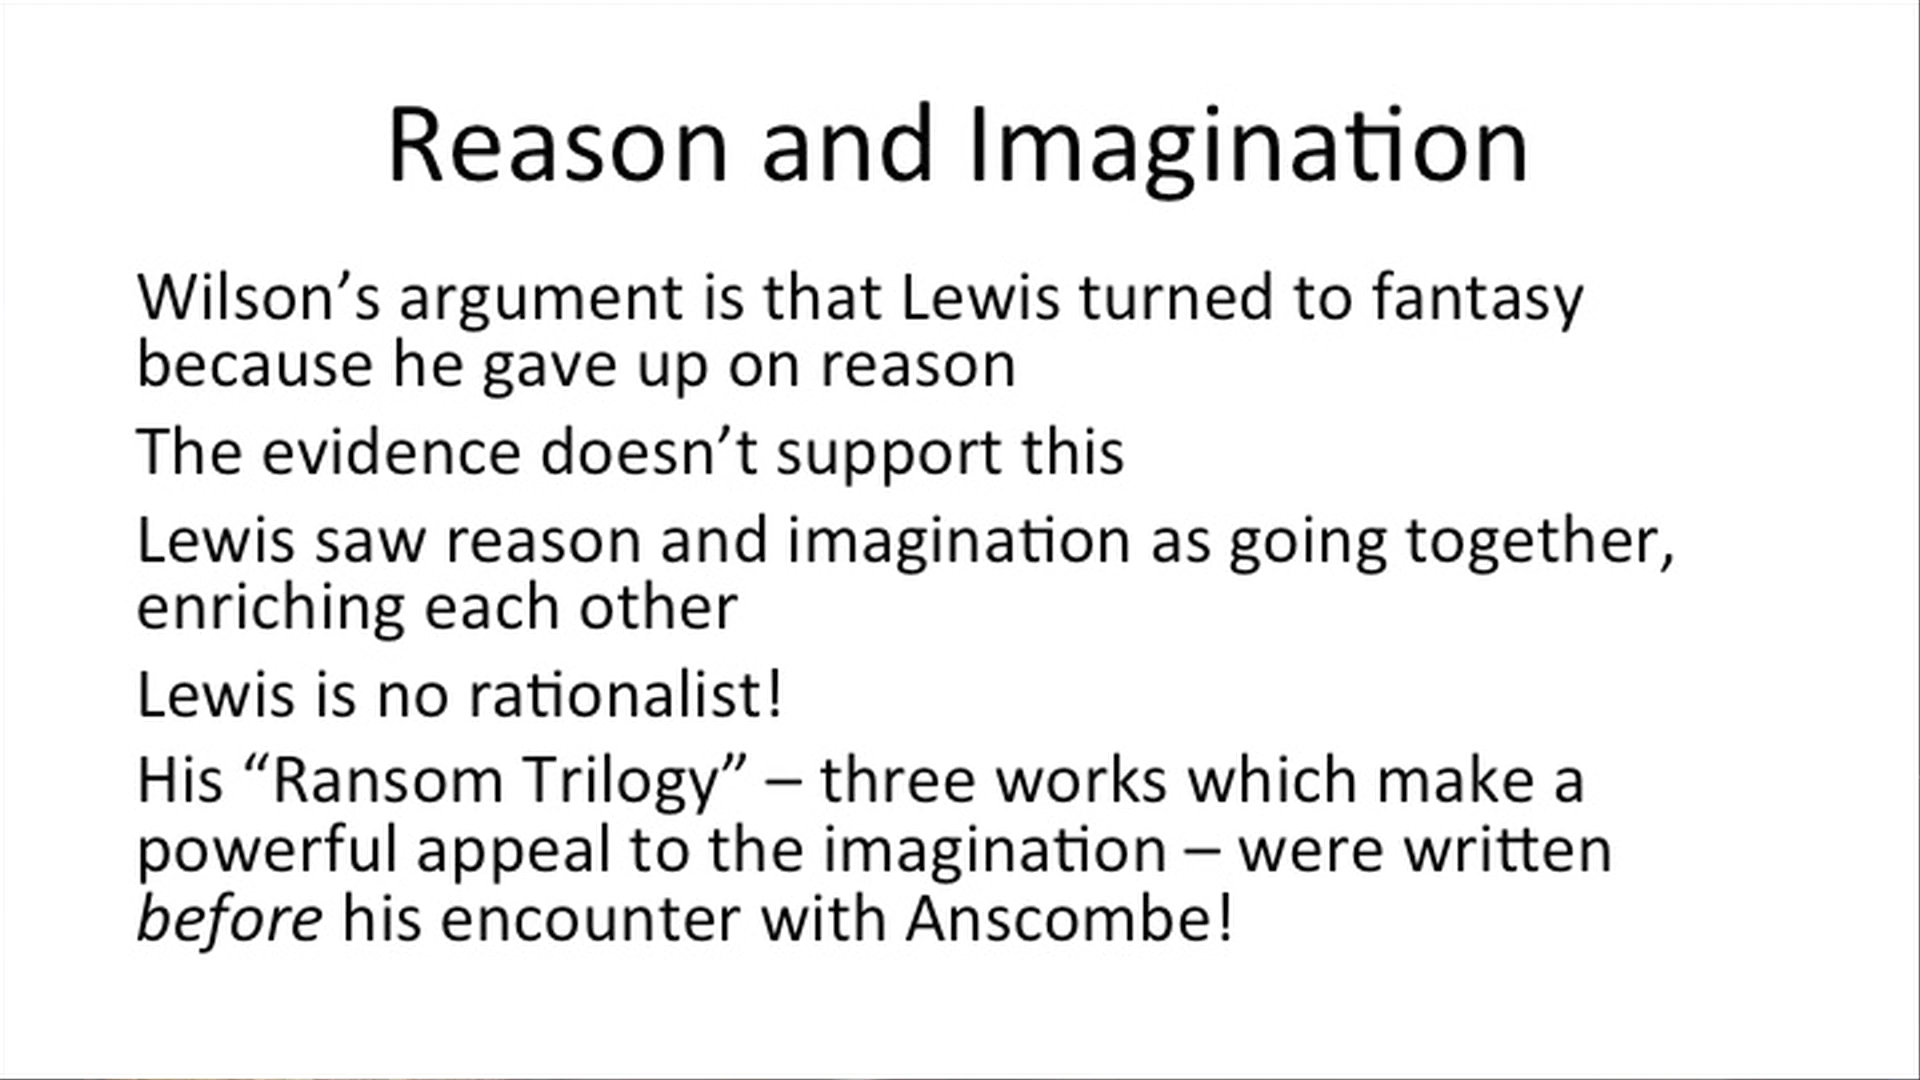 Reason and Imagination
Wilson’s argument is that Lewis turned to fantasy
because he gave up on reason
The evidence doesn’t support this
Lewis saw reason and imagination as going together,
enriching each other
Lewis is no rationalist!
His “Ransom Trilogy” – three works which make a
powerful appeal to the imagination – were written
before his encounter with Anscombe!